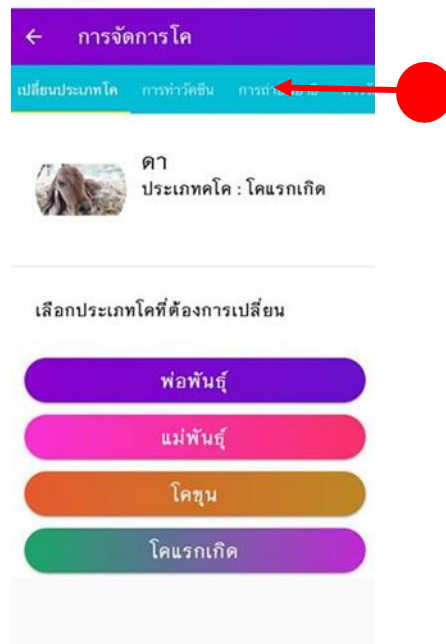 การจัดการโค
เปลี่ยนประเภทโค การทำวัคซีน
ดา
ประเภทคโค : โคแรกเกิด
เลือกประเภทโคที่ต้องการเปลี่ยน
พ่อพันธุ์
แม่พันธุ์
โคขุน
โคแรกเกิด